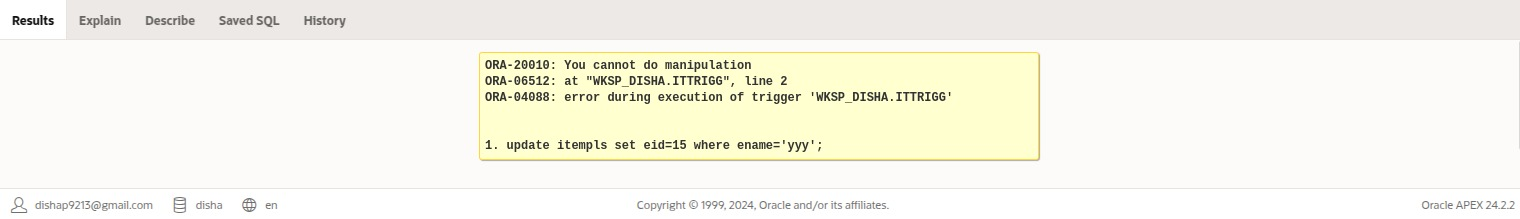 Results Explain Describe Saved SQL History
ORA-20010: You cannot do manipulation
ORA-06512: at "WKSP_DISHA.ITTRIGG", line 2
ORA-04088: error during execution of trigger 'WKSP_DISHA.ITTRIGG'
1. update itempls set eid=15 where ename='yyy';
dishap9213@gmail.com disha en Copyright © 1999, 2024, Oracle and/or its affiliates. Oracle APEX 24.2.2